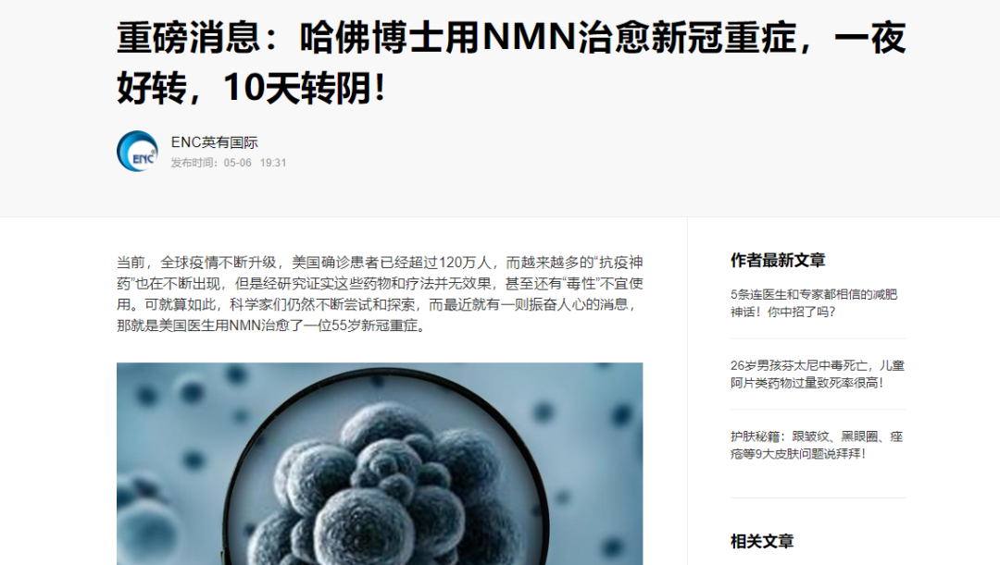 重磅消息：哈佛博士用NMN治愈新冠重症，一夜
好转，10天转阴！
ENC
ENC英有国际
发布时间：05-06 19:31
当前，全球疫情不断升级，美国确诊患者已经超过120万人，而越来越多的“抗疫神
药”也在不断出现，但是经研究证实这些药物和疗法并无效果，甚至还有“毒性”不宜使
用。可就算如此，科学家们仍然不断尝试和探索，而最近就有一则振奋人心的消息，
那就是美国医生用NMN治愈了一位55岁新冠重症。
作者最新文章
5条连医生和专家都相信的减肥
神话！你中招了吗？
26岁男孩芬太尼中毒死亡，儿童
阿片类药物过量致死率很高！
护肤秘籍：跟皱纹、黑眼圈、痤
疮等9大皮肤问题说拜拜！
相关文章